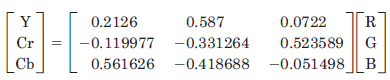 Y 0.2126 0.587 0.0722 R
Cr = −0.119977 −0.331264 0.523589 G
Cb 0.561626 −0.418688 −0.051498 B